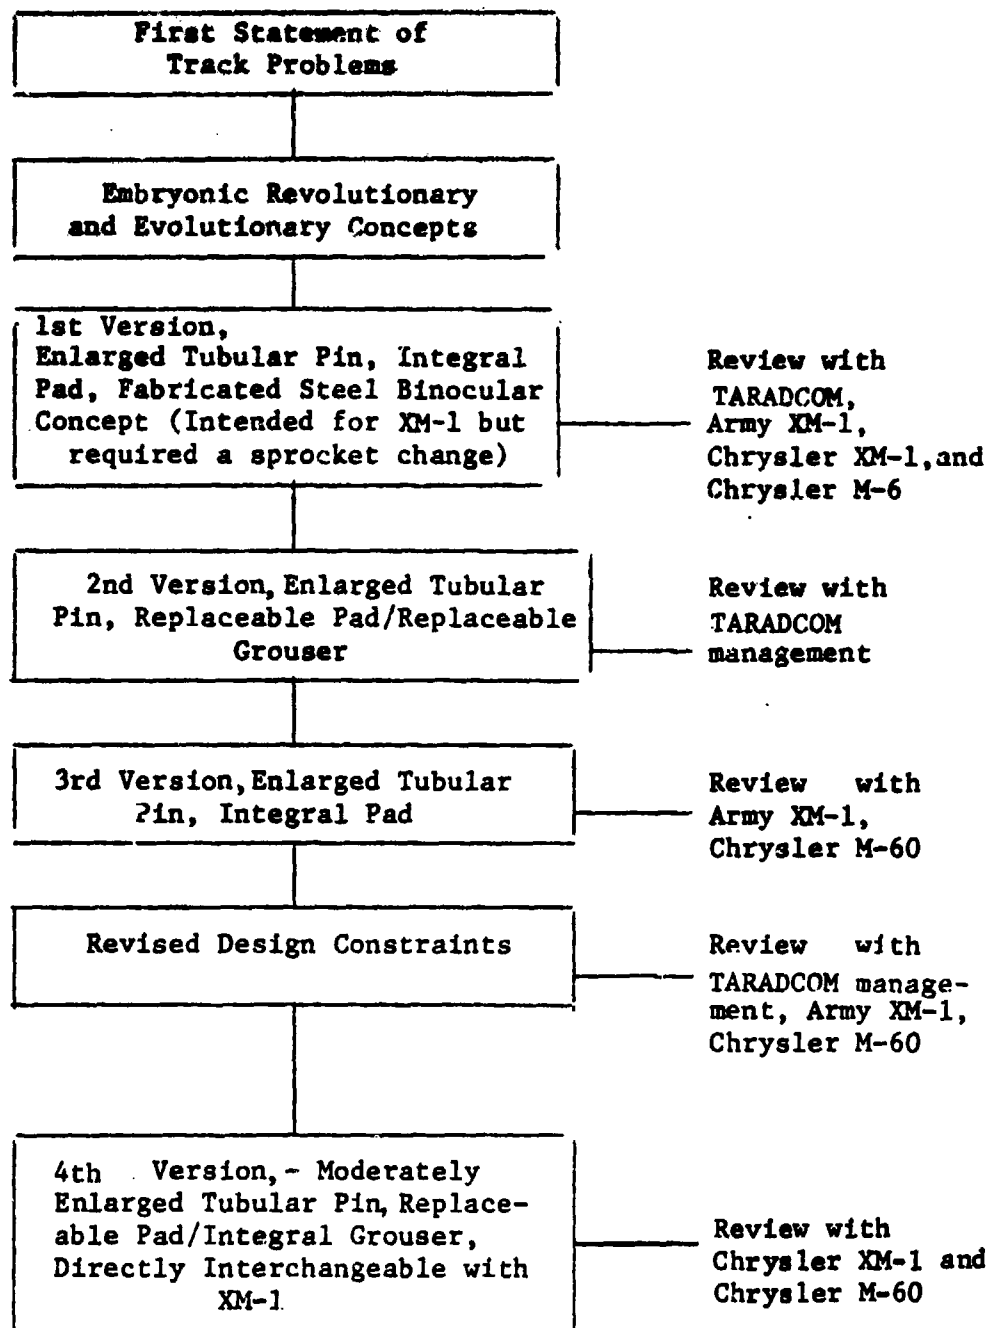 First Statement of
Track Problems
Embryonic Revolutionary
and Evolutionary Concepts
1st Version,
Enlarged Tubular Pin, Integral
Pad, Fabricated Steel Binocular
Concept (Intended for XM-1 but
required a sprocket change)
Review with
TARADCOM,
Army XM-1,
Chrysler XM-1,and
Chrysler M-6
2nd Version, Enlarged Tubular
Pin, Replaceable Pad/Replaceable
Grouser
Review with
TARADCOM
management
3rd Version, Enlarged Tubular
Pin, Integral Pad
Review with
Army XM-1,
Chrysler M-60
Revised Design Constraints
Review with
TARADCOM manage-
ment, Army XM-1,
Chrysler M-60
4th Version, - Moderately
Enlarged Tubular Pin, Replace-
able Pad/Integral Grouser,
Directly Interchangeable with
XM-1
Review with
Chrysler XM-1 and
Chrysler M-60